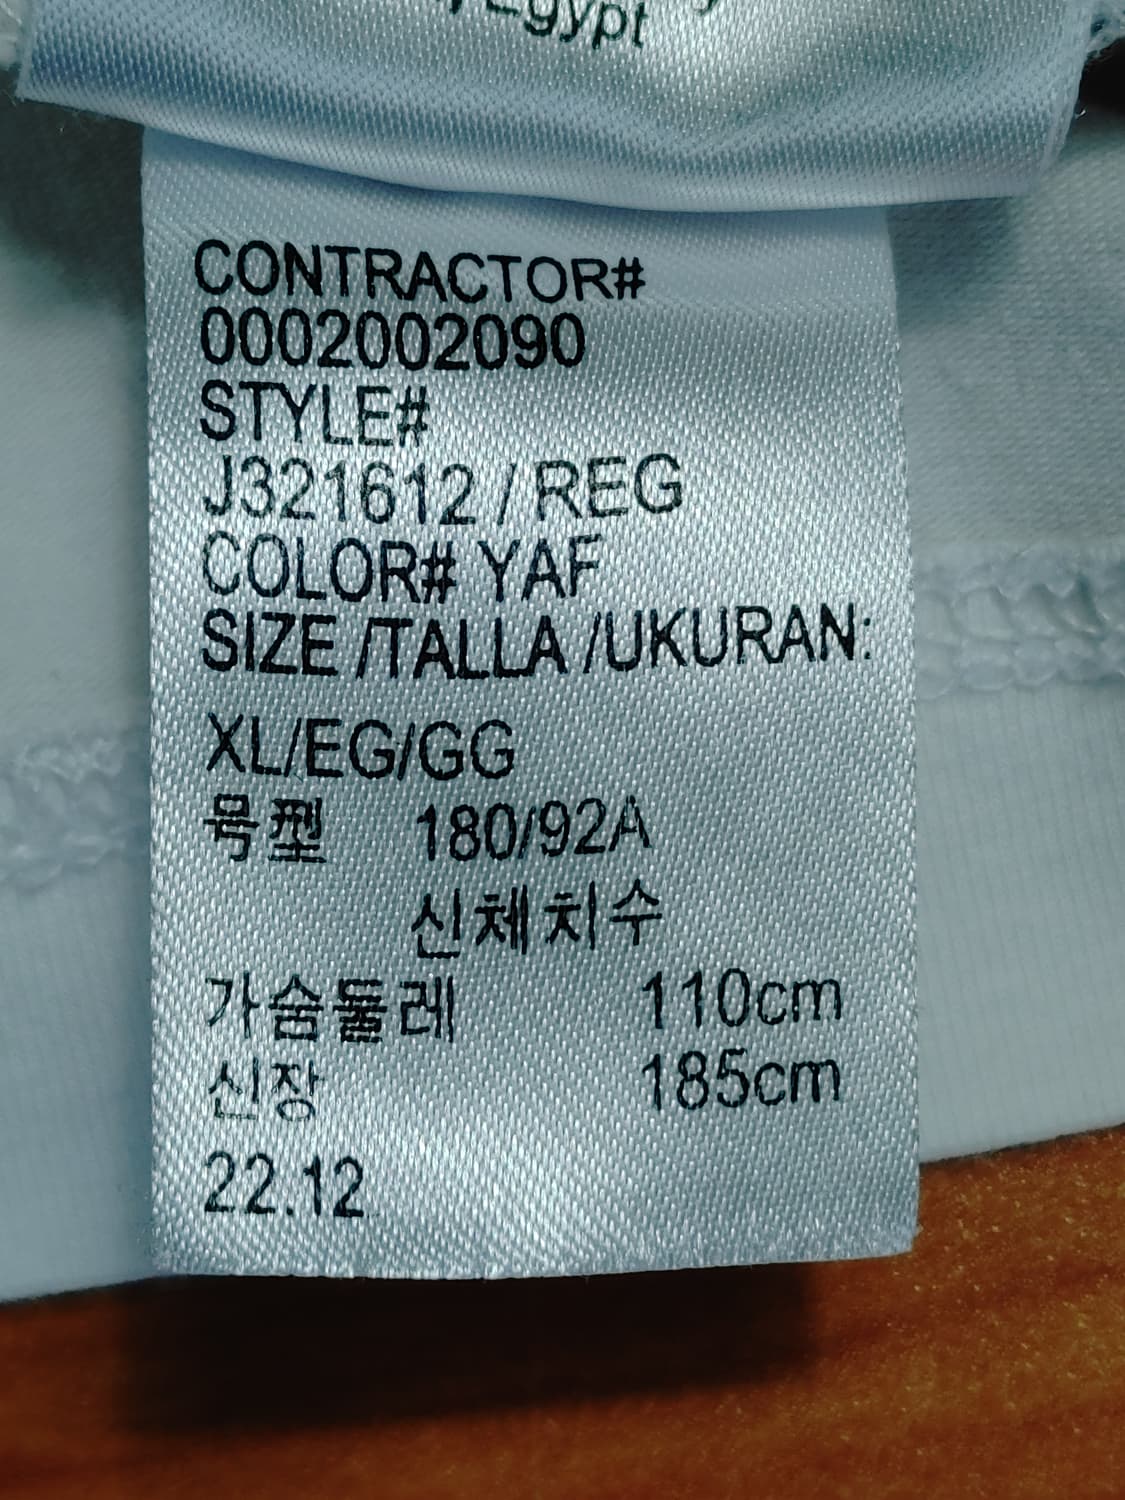 Egypt
CONTRACTOR#
0002002090
STYLE#
J321612 / REG
COLOR# YAF
SIZE /TALLA /UKURAN:
XL/EG/GG
号型 180/92A
신체치수
가슴둘레 110cm
신장 185cm
22.12